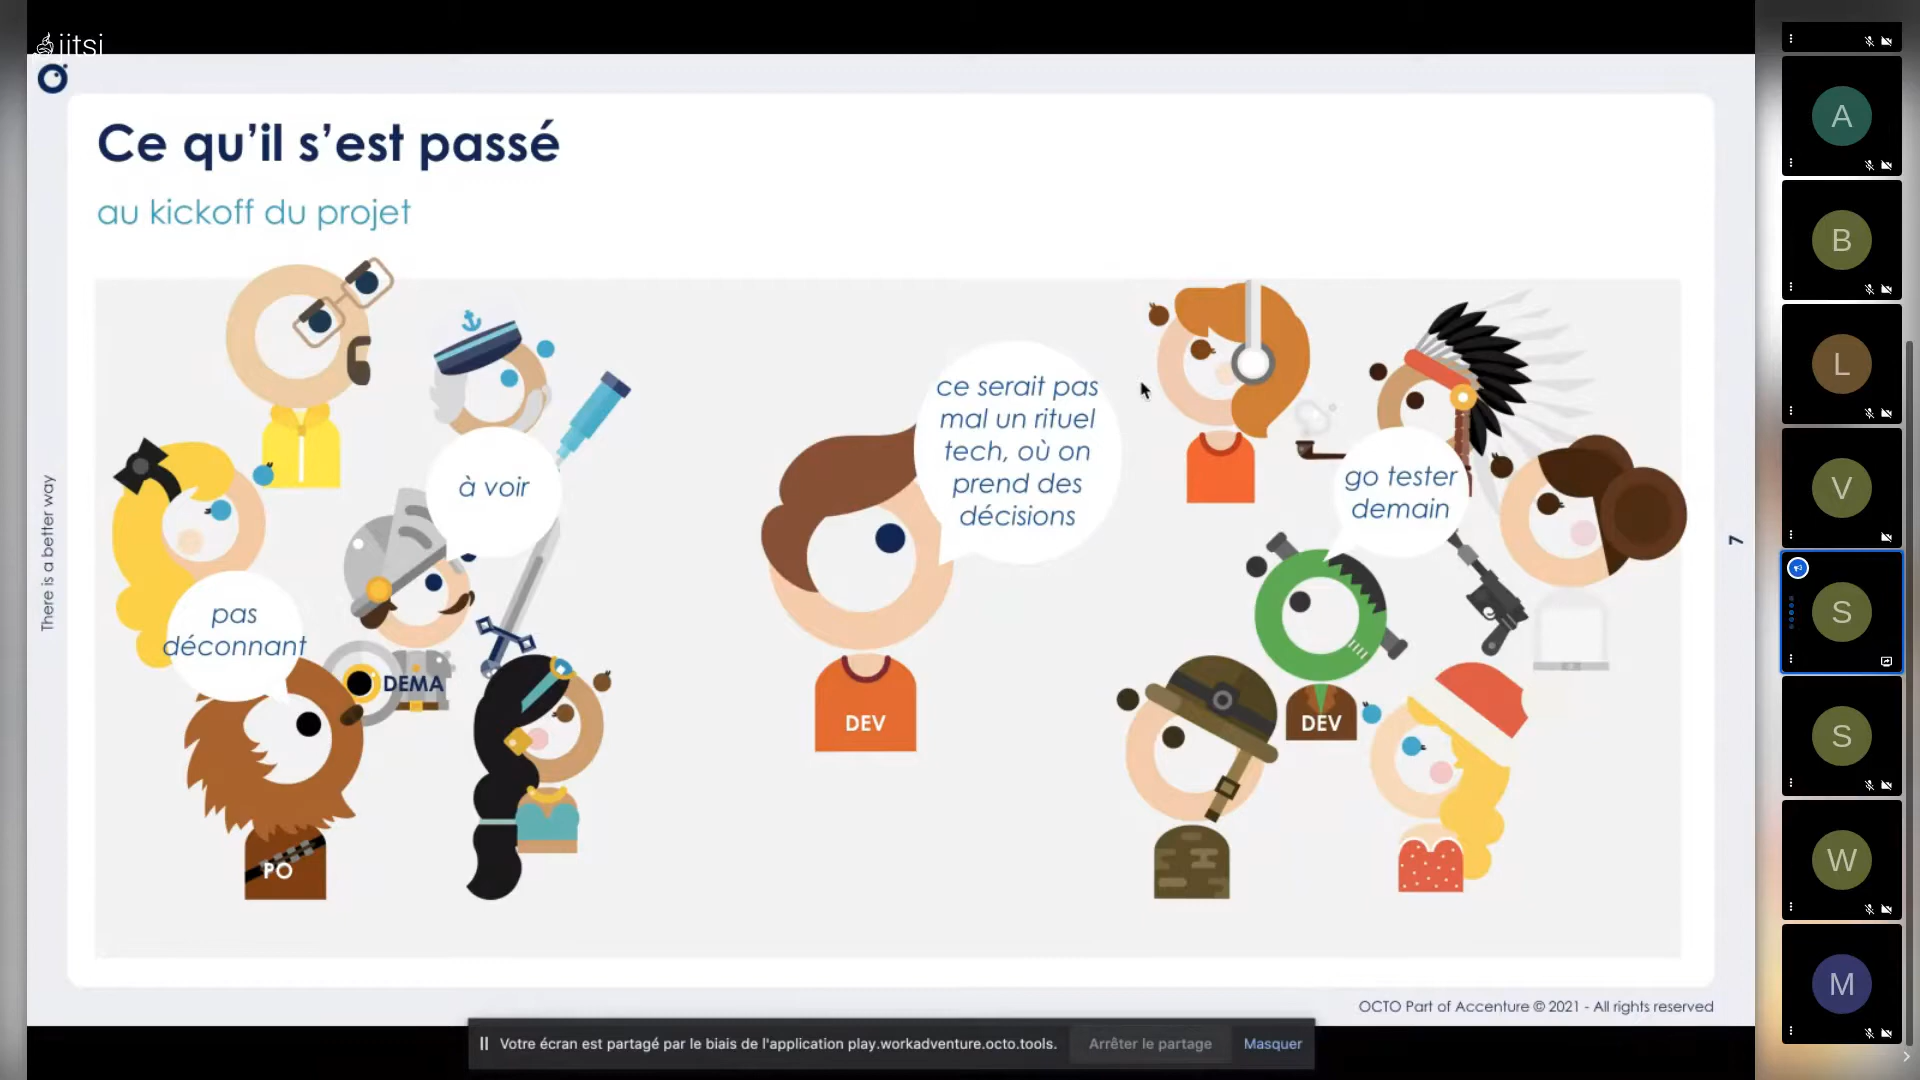 jitsi
Ce qu’il s’est passé
au kickoff du projet
ce serait pas
mal un rituel
tech, où on
prend des
décisions
à voir
go tester
demain
pas
déconnant
DEMA
DEV
DEV
PO
There is a better way
7
OCTO Part of Accenture © 2021 - All rights reserved
Votre écran est partagé par le biais de l'application play.workadventure.octo.tools.
Arrêter le partage
Masquer
A
B
L
V
S
S
W
M